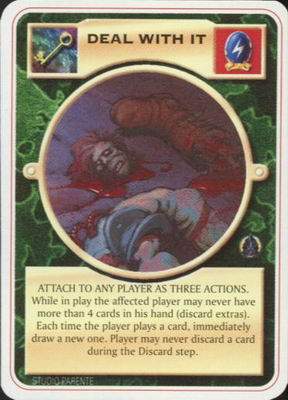 DEAL WITH IT
ATTACH TO ANY PLAYER AS THREE ACTIONS.
While in play the affected player may never have
more than 4 cards in his hand (discard extras).
Each time the player plays a card, immediately
draw a new one. Player may never discard a card
during the Discard step.
STUDIO PARENTE